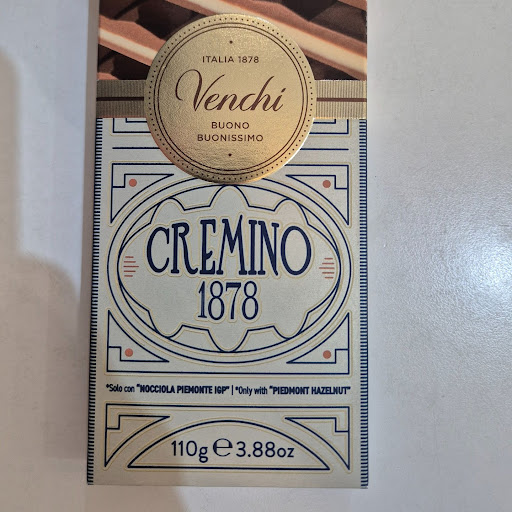 ITALIA 1878
Venchi
BUONO
BUONISSIMO
CREMINO
1878
*Solo con "NOCCIOLA PIEMONTE IGP" | *Only with "PIEDMONT HAZELNUT"
110g ℮ 3.88oz